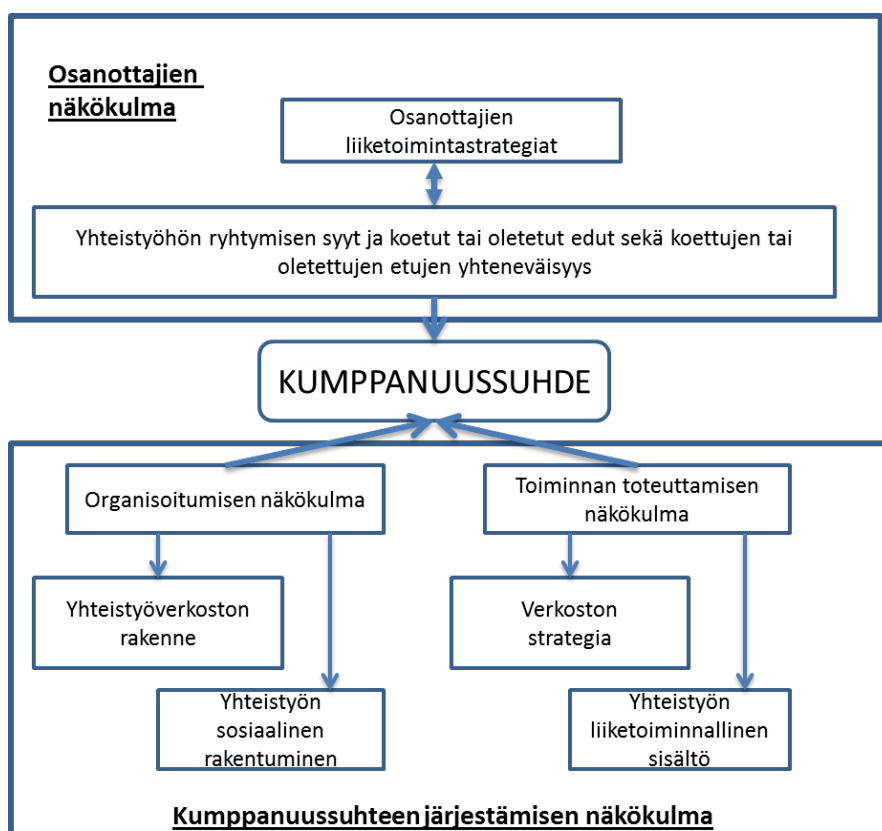 Osanottajien
näkökulma
Osanottajien
liiketoimintastrategiat
Yhteistyöhön ryhtymisen syyt ja koetut tai oletetut edut sekä koettujen tai
oletettujen etujen yhteneväisyys
KUMPPANUUSSUHDE
Organisoitumisen näkökulma
Toiminnan toteuttamisen
näkökulma
Yhteistyöverkoston
rakenne
Verkoston
strategia
Yhteistyön
sosiaalinen
rakentuminen
Yhteistyön
liiketoiminnallinen
sisältö
Kumppanuussuhteen järjestämisen näkökulma